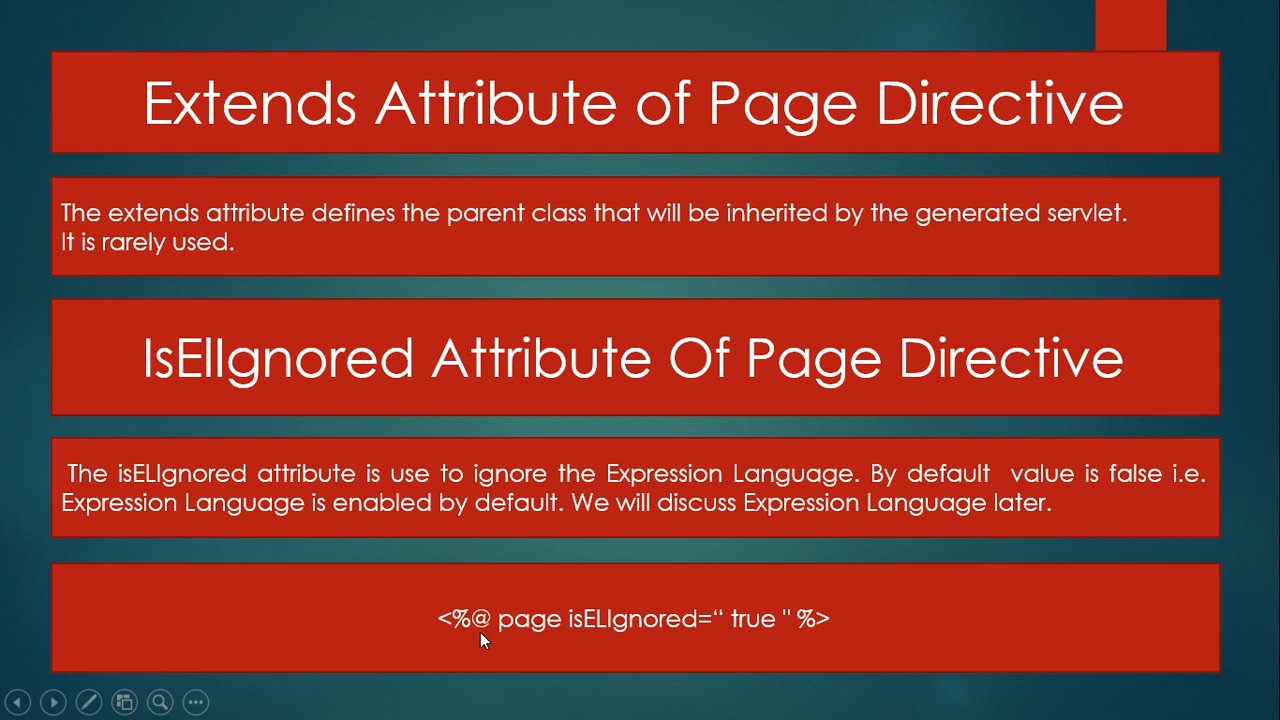 Extends Attribute of Page Directive
The extends attribute defines the parent class that will be inherited by the generated servlet.
It is rarely used.
IsElIgnored Attribute Of Page Directive
The isELIgnored attribute is use to ignore the Expression Language. By default value is false i.e.
Expression Language is enabled by default. We will discuss Expression Language later.
<%@ page isELIgnored=“ true " %>